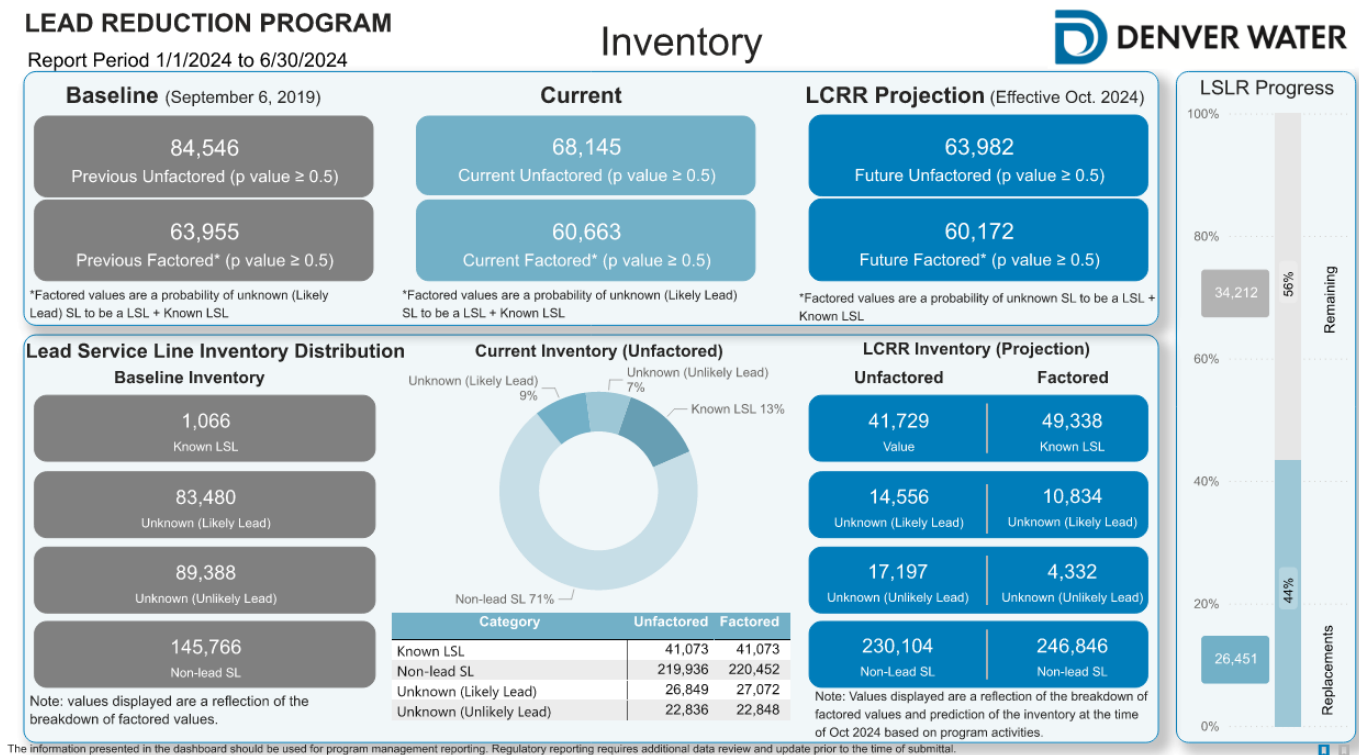 LEAD REDUCTION PROGRAM
Report Period 1/1/2024 to 6/30/2024
Inventory
DENVER WATER
Baseline (September 6, 2019)
84,546
Previous Unfactored (p value ≥ 0.5)
63,955
Previous Factored* (p value ≥ 0.5)
*Factored values are a probability of unknown (Likely
Lead) SL to be a LSL + Known LSL
Current
68,145
Current Unfactored (p value ≥ 0.5)
60,663
Current Factored* (p value ≥ 0.5)
*Factored values are a probability of unknown (Likely Lead)
SL to be a LSL + Known LSL
LCRR Projection (Effective Oct. 2024)
63,982
Future Unfactored (p value ≥ 0.5)
60,172
Future Factored* (p value ≥ 0.5)
*Factored values are a probability of unknown SL to be a LSL +
Known LSL
Lead Service Line Inventory Distribution
Baseline Inventory
1,066
Known LSL
83,480
Unknown (Likely Lead)
89,388
Unknown (Unlikely Lead)
145,766
Non-lead SL
Note: values displayed are a reflection of the
breakdown of factored values.
Current Inventory (Unfactored)
Unknown (Likely Lead)
9%
Unknown (Unlikely Lead)
7%
Known LSL 13%
Non-lead SL 71%
Category Unfactored Factored
Known LSL 41,073 41,073
Non-lead SL 219,936 220,452
Unknown (Likely Lead) 26,849 27,072
Unknown (Unlikely Lead) 22,836 22,848
LCRR Inventory (Projection)
Unfactored Factored
41,729 49,338
Value Known LSL
14,556 10,834
Unknown (Likely Lead) Unknown (Likely Lead)
17,197 4,332
Unknown (Unlikely Lead) Unknown (Unlikely Lead)
230,104 246,846
Non-Lead SL Non-lead SL
Note: Values displayed are a reflection of the breakdown of
factored values and prediction of the inventory at the time
of Oct 2024 based on program activities.
LSLR Progress
100%
80%
34,212
56%
Remaining
60%
40%
44%
20%
26,451
Replacements
0%
The information presented in the dashboard should be used for program management reporting. Regulatory reporting requires additional data review and update prior to the time of submittal.